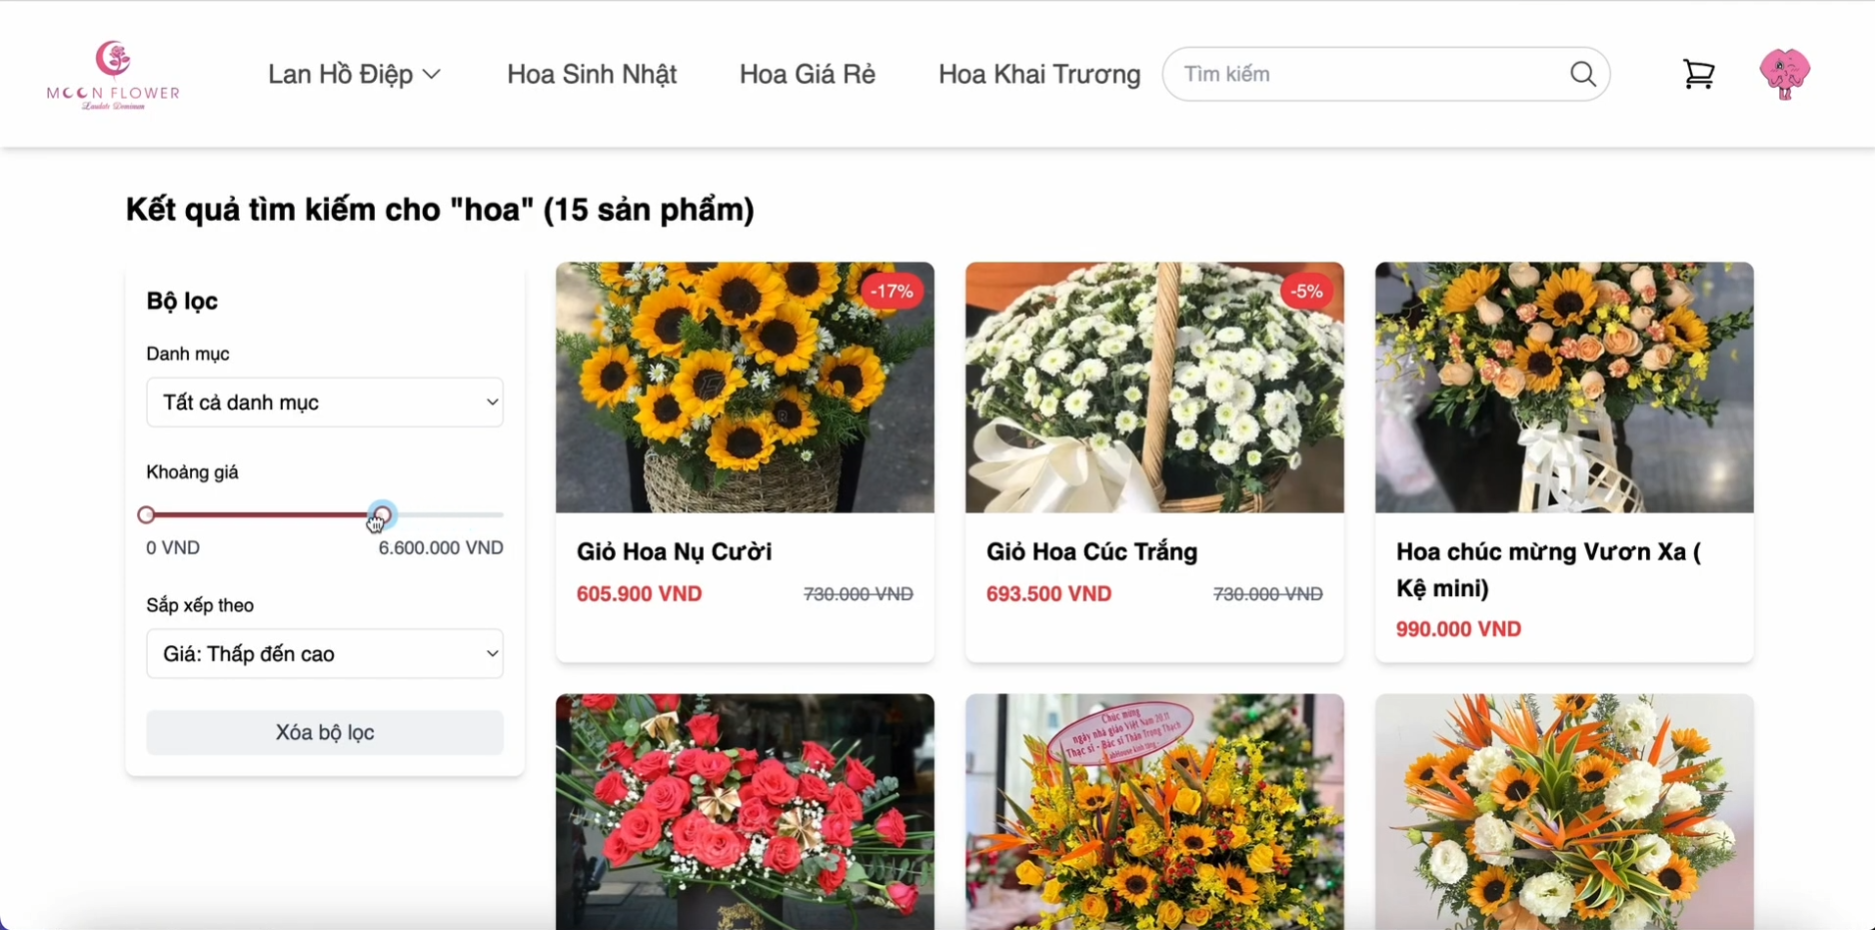 MOON FLOWER
Laudate Dominum
Lan Hồ Điệp
Hoa Sinh Nhật
Hoa Giá Rẻ
Hoa Khai Trương
Tìm kiếm
Kết quả tìm kiếm cho "hoa" (15 sản phẩm)
Bộ lọc
Danh mục
Tất cả danh mục
Khoảng giá
0 VND
6.600.000 VND
Sắp xếp theo
Giá: Thấp đến cao
Xóa bộ lọc
-17%
Giỏ Hoa Nụ Cười
605.900 VND
730.000 VND
-5%
Giỏ Hoa Cúc Trắng
693.500 VND
730.000 VND
Hoa chúc mừng Vươn Xa (
Kệ mini)
990.000 VND
Chúc mừng
ngày nhà giáo Việt Nam 20.11
Thạc sĩ - Bác sĩ Thân Trọng Thạch